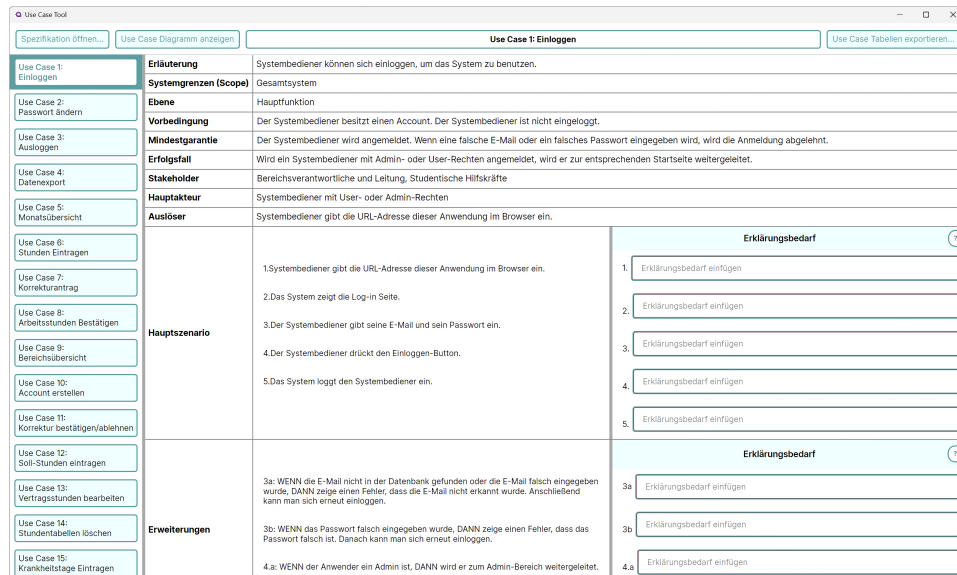 Use Case Tool
Spezifikation öffnen...
Use Case Diagramm anzeigen
Use Case 1: Einloggen
Use Case Tabellen exportieren...
Use Case 1:
Einloggen
Use Case 2:
Passwort ändern
Use Case 3:
Ausloggen
Use Case 4:
Datenexport
Use Case 5:
Monatsübersicht
Use Case 6:
Stunden Eintragen
Use Case 7:
Korrekturantrag
Use Case 8:
Arbeitsstunden Bestätigen
Use Case 9:
Bereichsübersicht
Use Case 10:
Account erstellen
Use Case 11:
Korrektur bestätigen/ablehnen
Use Case 12:
Soll-Stunden eintragen
Use Case 13:
Vertragsstunden bearbeiten
Use Case 14:
Stundentabellen löschen
Use Case 15:
Krankheitstage Eintragen
Erläuterung
Systembediener können sich einloggen, um das System zu benutzen.
Systemgrenzen (Scope)
Gesamtsystem
Ebene
Hauptfunktion
Vorbedingung
Der Systembediener besitzt einen Account. Der Systembediener ist nicht eingeloggt.
Mindestgarantie
Der Systembediener wird angemeldet. Wenn eine falsche E-Mail oder ein falsches Passwort eingegeben wird, wird die Anmeldung abgelehnt.
Erfolgsfall
Wird ein Systembediener mit Admin- oder User-Rechten angemeldet, wird er zur entsprechenden Startseite weitergeleitet.
Stakeholder
Bereichsverantwortliche und Leitung, Studentische Hilfskräfte
Hauptakteur
Systembediener mit User- oder Admin-Rechten
Auslöser
Systembediener gibt die URL-Adresse dieser Anwendung im Browser ein.
Hauptszenario
1.Systembediener gibt die URL-Adresse dieser Anwendung im Browser ein.
2.Das System zeigt die Log-in Seite.
3.Der Systembediener gibt seine E-Mail und sein Passwort ein.
4.Der Systembediener drückt den Einloggen-Button.
5.Das System loggt den Systembediener ein.
Erklärungsbedarf
?
1. Erklärungsbedarf einfügen
2. Erklärungsbedarf einfügen
3. Erklärungsbedarf einfügen
4. Erklärungsbedarf einfügen
5. Erklärungsbedarf einfügen
Erweiterungen
3a: WENN die E-Mail nicht in der Datenbank gefunden oder die E-Mail falsch eingegeben
wurde, DANN zeige einen Fehler, dass die E-Mail nicht erkannt wurde. Anschließend
kann man sich erneut einloggen.
3b: WENN das Passwort falsch eingegeben wurde, DANN zeige einen Fehler, dass das
Passwort falsch ist. Danach kann man sich erneut einloggen.
4.a: WENN der Anwender ein Admin ist, DANN wird er zum Admin-Bereich weitergeleitet.
Erklärungsbedarf
?
3a Erklärungsbedarf einfügen
3b Erklärungsbedarf einfügen
4.a Erklärungsbedarf einfügen